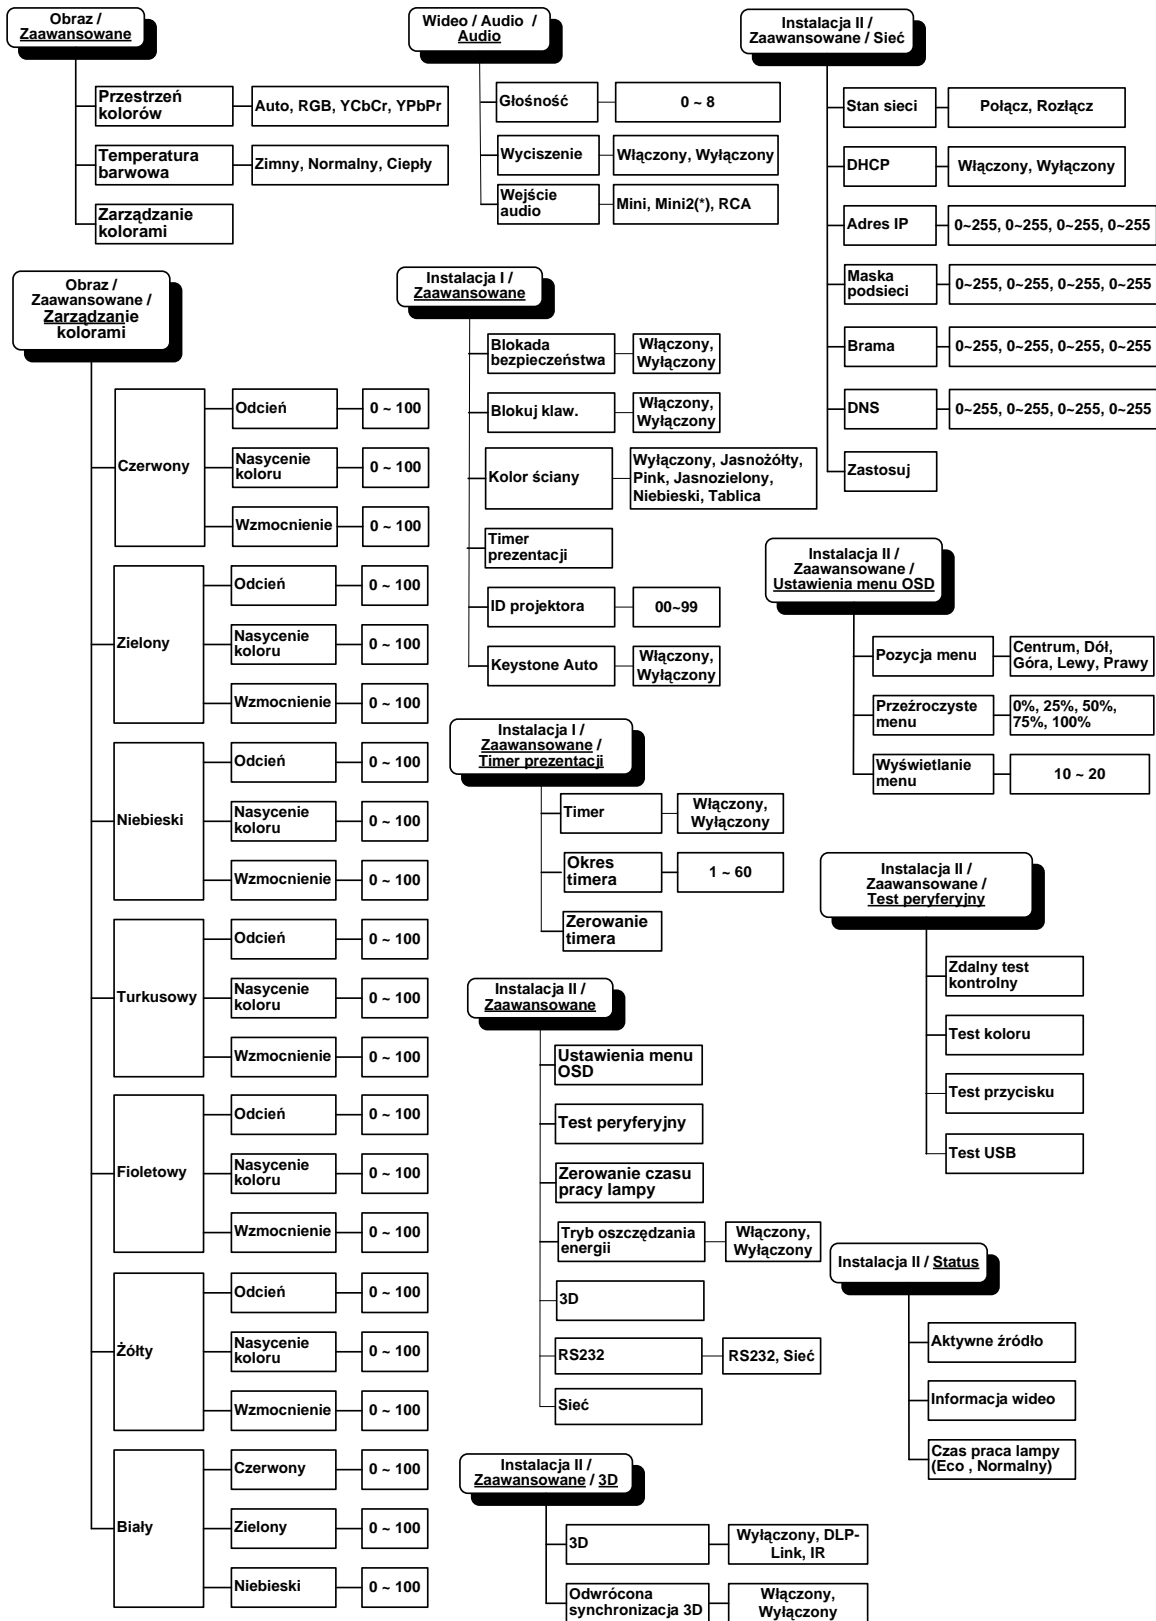 Obraz /
Zaawansowane
Przestrzeń
kolorów
Auto, RGB, YCbCr, YPbPr
Temperatura
barwowa
Zimny, Normalny, Ciepły
Zarządzanie
kolorami
Obraz /
Zaawansowane /
Zarządzanie
kolorami
Czerwony
Odcień
0 ~ 100
Nasycenie
koloru
0 ~ 100
Wzmocnienie
0 ~ 100
Zielony
Odcień
0 ~ 100
Nasycenie
koloru
0 ~ 100
Wzmocnienie
0 ~ 100
Niebieski
Odcień
0 ~ 100
Nasycenie
koloru
0 ~ 100
Wzmocnienie
0 ~ 100
Turkusowy
Odcień
0 ~ 100
Nasycenie
koloru
0 ~ 100
Wzmocnienie
0 ~ 100
Fioletowy
Odcień
0 ~ 100
Nasycenie
koloru
0 ~ 100
Wzmocnienie
0 ~ 100
Żółty
Odcień
0 ~ 100
Nasycenie
koloru
0 ~ 100
Wzmocnienie
0 ~ 100
Biały
Czerwony
0 ~ 100
Zielony
0 ~ 100
Niebieski
0 ~ 100
Wideo / Audio /
Audio
Głośność
0 ~ 8
Wyciszenie
Włączony, Wyłączony
Wejście
audio
Mini, Mini2(*), RCA
Instalacja I /
Zaawansowane
Blokada
bezpieczeństwa
Włączony,
Wyłączony
Blokuj klaw.
Włączony,
Wyłączony
Kolor ściany
Wyłączony, Jasnożółty,
Pink, Jasnozielony,
Niebieski, Tablica
Timer
prezentacji
ID projektora
00~99
Keystone Auto
Włączony,
Wyłączony
Instalacja I /
Zaawansowane /
Timer prezentacji
Timer
Włączony,
Wyłączony
Okres
timera
1 ~ 60
Zerowanie
timera
Instalacja II /
Zaawansowane
Ustawienia menu
OSD
Test peryferyjny
Zerowanie czasu
pracy lampy
Tryb oszczędzania
energii
Włączony,
Wyłączony
3D
RS232
RS232, Sieć
Sieć
Instalacja II /
Zaawansowane / 3D
3D
Wyłączony, DLP-
Link, IR
Odwrócona
synchronizacja 3D
Włączony,
Wyłączony
Instalacja II /
Zaawansowane / Sieć
Stan sieci
Połącz, Rozłącz
DHCP
Włączony, Wyłączony
Adres IP
0~255, 0~255, 0~255, 0~255
Maska
podsieci
0~255, 0~255, 0~255, 0~255
Brama
0~255, 0~255, 0~255, 0~255
DNS
0~255, 0~255, 0~255, 0~255
Zastosuj
Instalacja II /
Zaawansowane /
Ustawienia menu OSD
Pozycja menu
Centrum, Dół,
Góra, Lewy, Prawy
Przeźroczyste
menu
0%, 25%, 50%,
75%, 100%
Wyświetlanie
menu
10 ~ 20
Instalacja II /
Zaawansowane /
Test peryferyjny
Zdalny test
kontrolny
Test koloru
Test przycisku
Test USB
Instalacja II / Status
Aktywne źródło
Informacja wideo
Czas praca lampy
(Eco , Normalny)